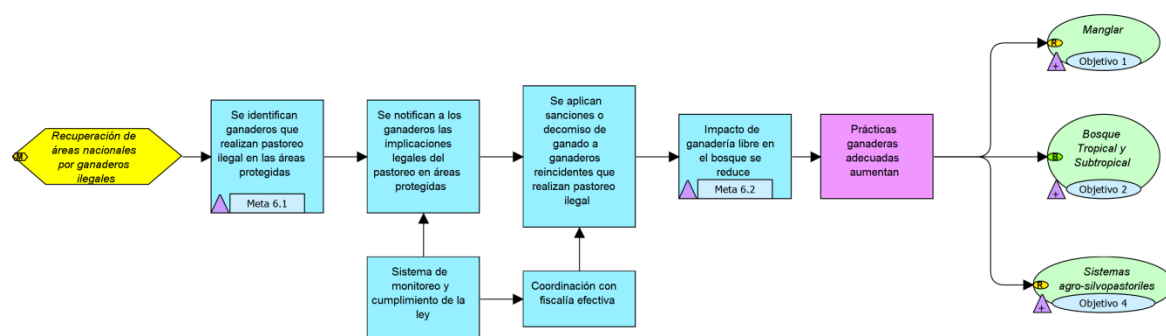 M
Recuperación de
áreas nacionales
por ganaderos
ilegales
Se identifican
ganaderos que
realizan pastoreo
ilegal en las áreas
protegidas
Meta 6.1
Se notifican a los
ganaderos las
implicaciones
legales del
pastoreo en áreas
protegidas
Se aplican
sanciones o
decomiso de
ganado a
ganaderos
reincidentes que
realizan pastoreo
ilegal
Impacto de
ganadería libre en
el bosque se
reduce
Meta 6.2
Prácticas
ganaderas
adecuadas
aumentan
Manglar
R
Objetivo 1
+
Bosque
Tropical y
Subtropical
B
Objetivo 2
+
Sistemas
agro-silvopastoriles
R
Objetivo 4
+
Sistema de
monitoreo y
cumplimiento de la
ley
Coordinación con
fiscalía efectiva